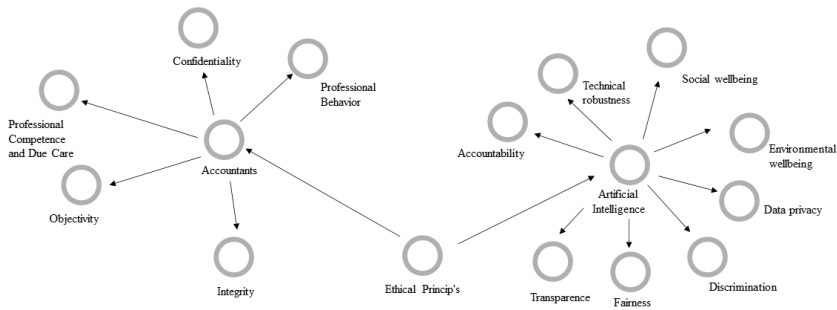 Confidentiality
Professional
Behavior
Professional
Competence
and Due Care
Accountants
Objectivity
Integrity
Ethical Princip's
Social wellbeing
Technical
robustness
Accountability
Environmental
wellbeing
Artificial
Intelligence
Data privacy
Discrimination
Transparence
Fairness